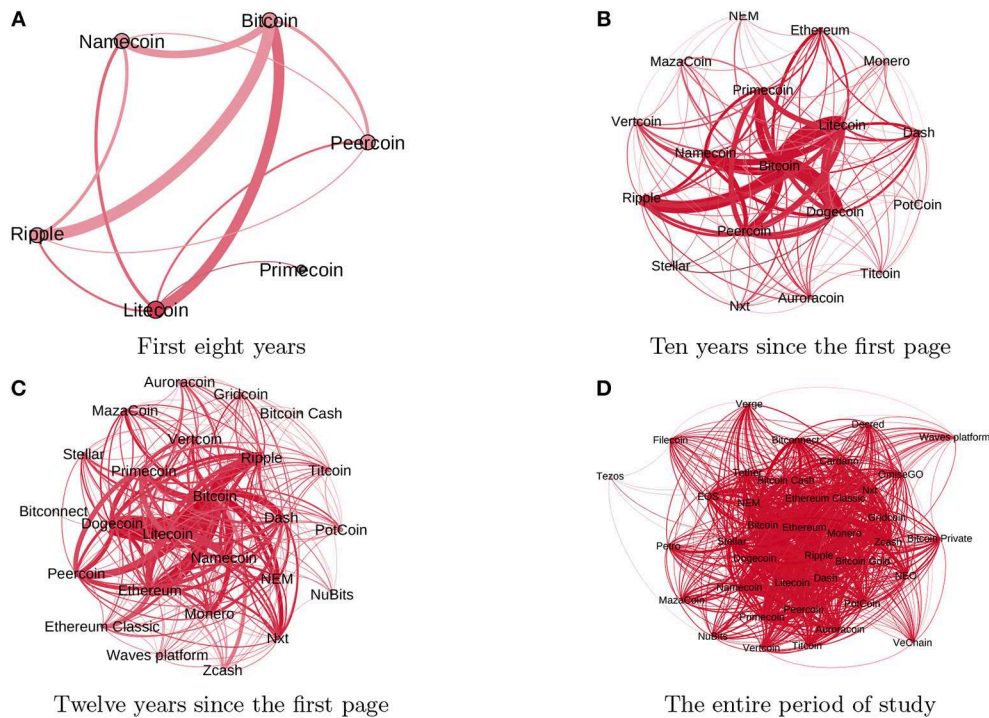 A
Bitcoin
Namecoin
Peercoin
Ripple
Primecoin
Litecoin
First eight years
B
NEM
Ethereum
MazaCoin
Monero
Primecoin
Vertcoin
Litecoin
Dash
Namecoin
Bitcoin
Ripple
Dogecoin
PotCoin
Peercoin
Stellar
Titcoin
Auroracoin
Nxt
Ten years since the first page
C
Auroracoin
Gridcoin
MazaCoin
Bitcoin Cash
Vertcoin
Stellar
Ripple
Primecoin
Titcoin
Bitcoin
Bitconnect
Dogecoin
Dash
Litecoin
PotCoin
Namecoin
Peercoin
NEM
Ethereum
NuBits
Monero
Ethereum Classic
Nxt
Waves platform
Zcash
Twelve years since the first page
D
Verge
Decred
Filecoin
Bitconnect
Waves platform
Cardano
Tether
Tezos
Bitcoin Cash
OmiseGO
EOS
Ethereum Classic
Nxt
NEM
Gridcoin
Bitcoin
Ethereum
Monero
Stellar
Zcash
Bitcoin Private
Petro
Dogecoin
Ripple
Bitcoin Gold
NEO
Litecoin
Dash
Namecoin
MazaCoin
PotCoin
Peercoin
Primecoin
Auroracoin
NuBits
Vertcoin
Titcoin
VeChain
The entire period of study